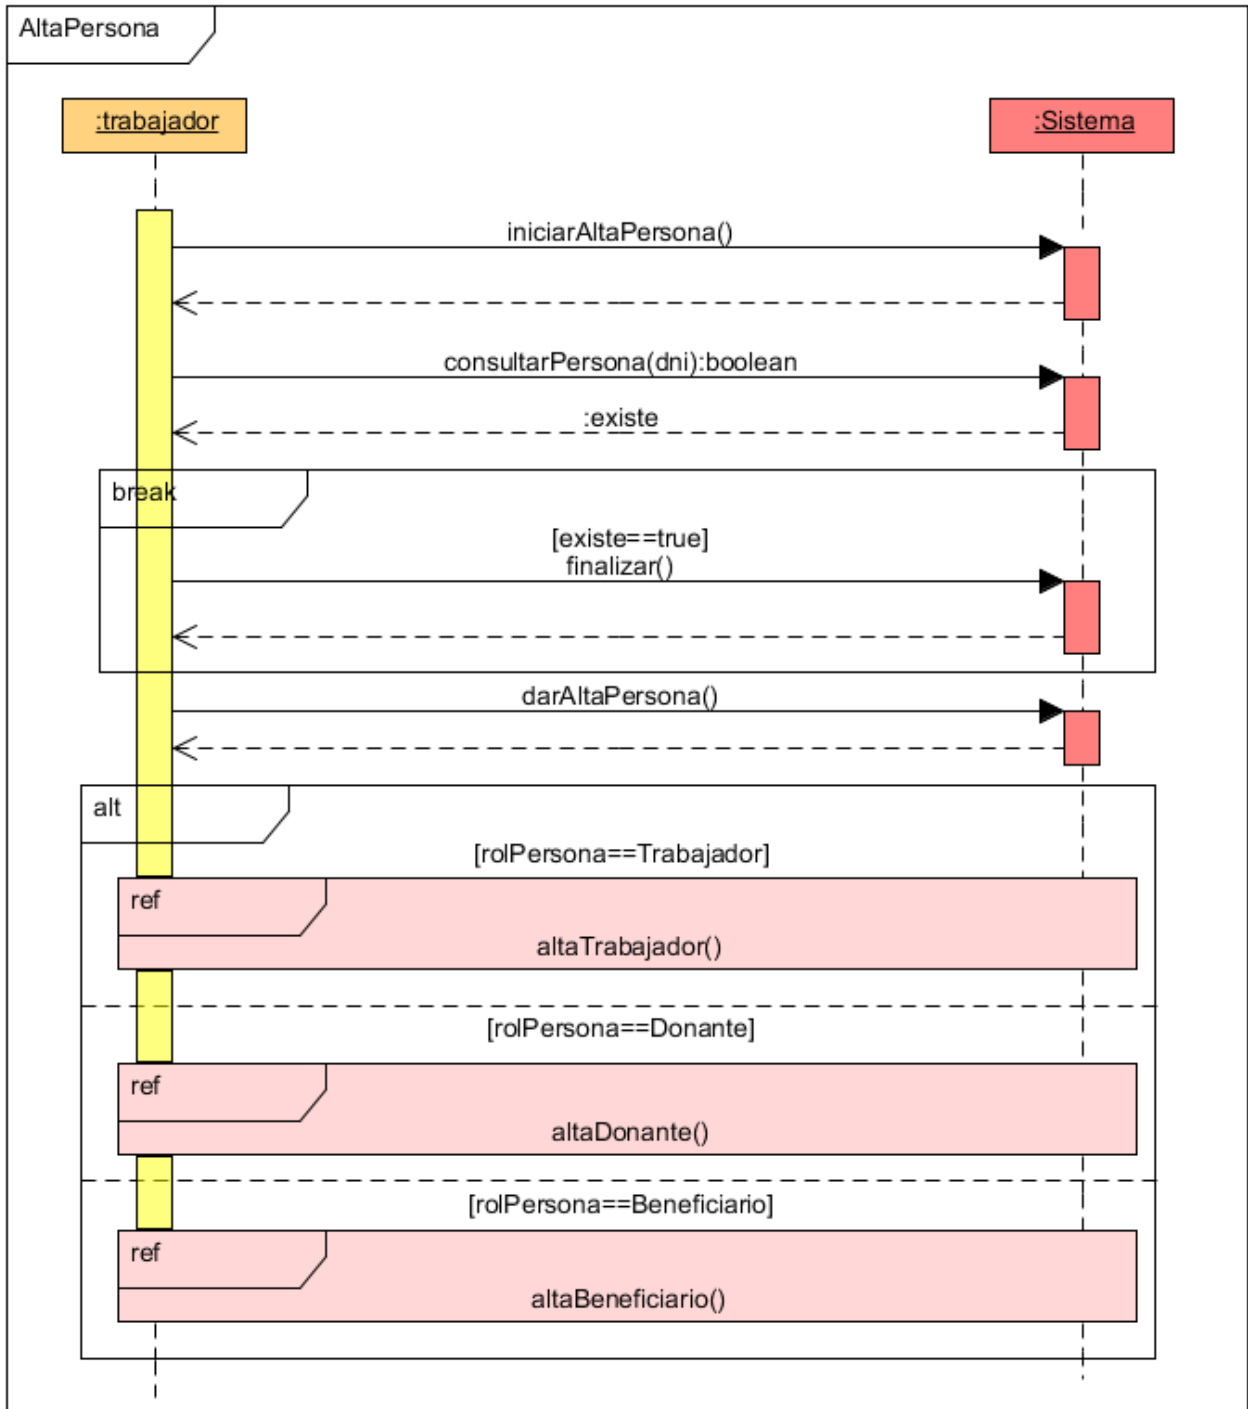 AltaPersona
:trabajador
:Sistema
iniciarAltaPersona()
consultarPersona(dni):boolean
:existe
break
[existe==true]
finalizar()
darAltaPersona()
alt
[rolPersona==Trabajador]
ref
altaTrabajador()
[rolPersona==Donante]
ref
altaDonante()
[rolPersona==Beneficiario]
ref
altaBeneficiario()